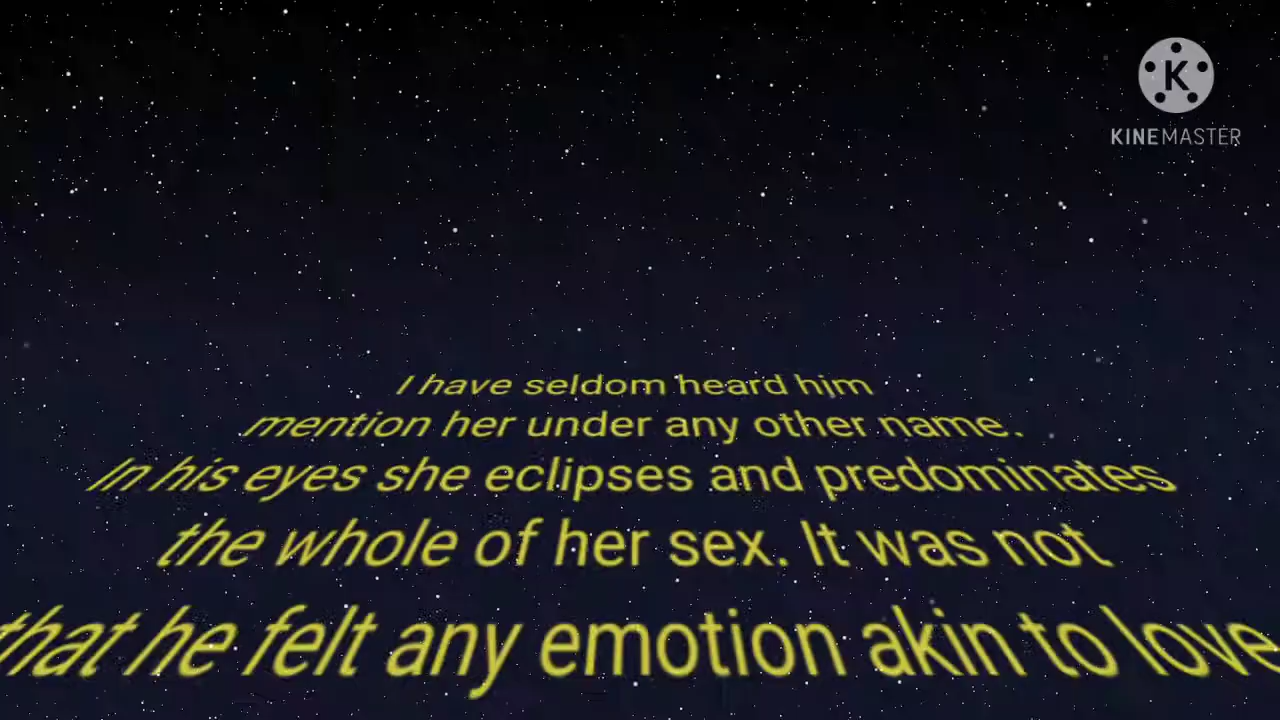 KINEMASTER
I have seldom heard him
mention her under any other name.
In his eyes she eclipses and predominates
the whole of her sex. It was not
that he felt any emotion akin to love